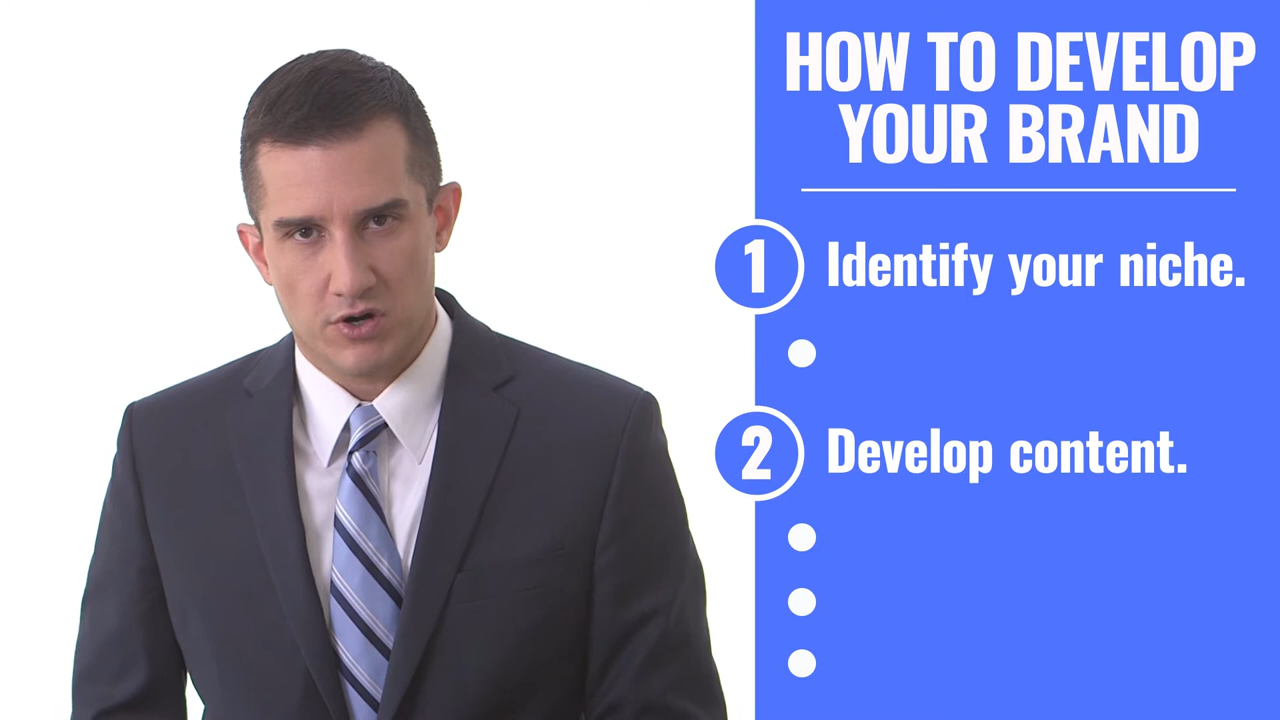 HOW TO DEVELOP
YOUR BRAND
1 Identify your niche.
2 Develop content.